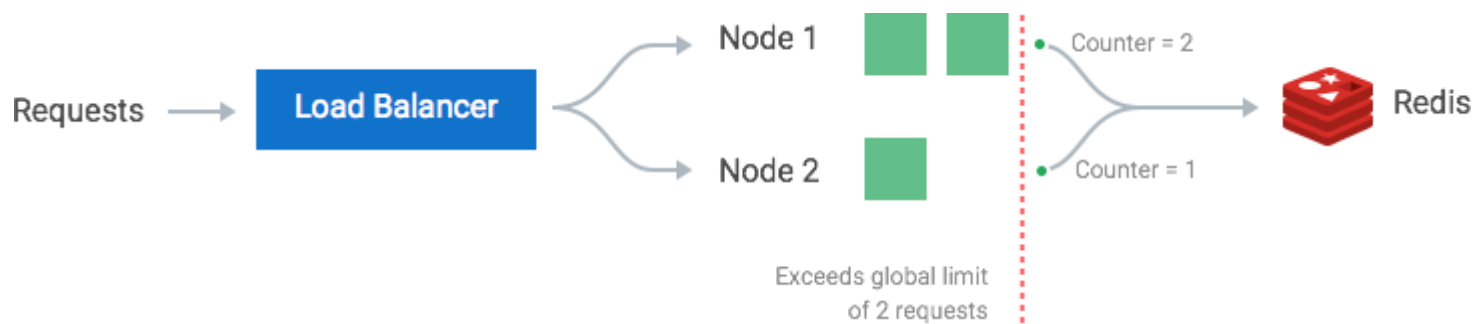 Requests
Load Balancer
Node 1
Counter = 2
Redis
Node 2
Counter = 1
Exceeds global limit
of 2 requests